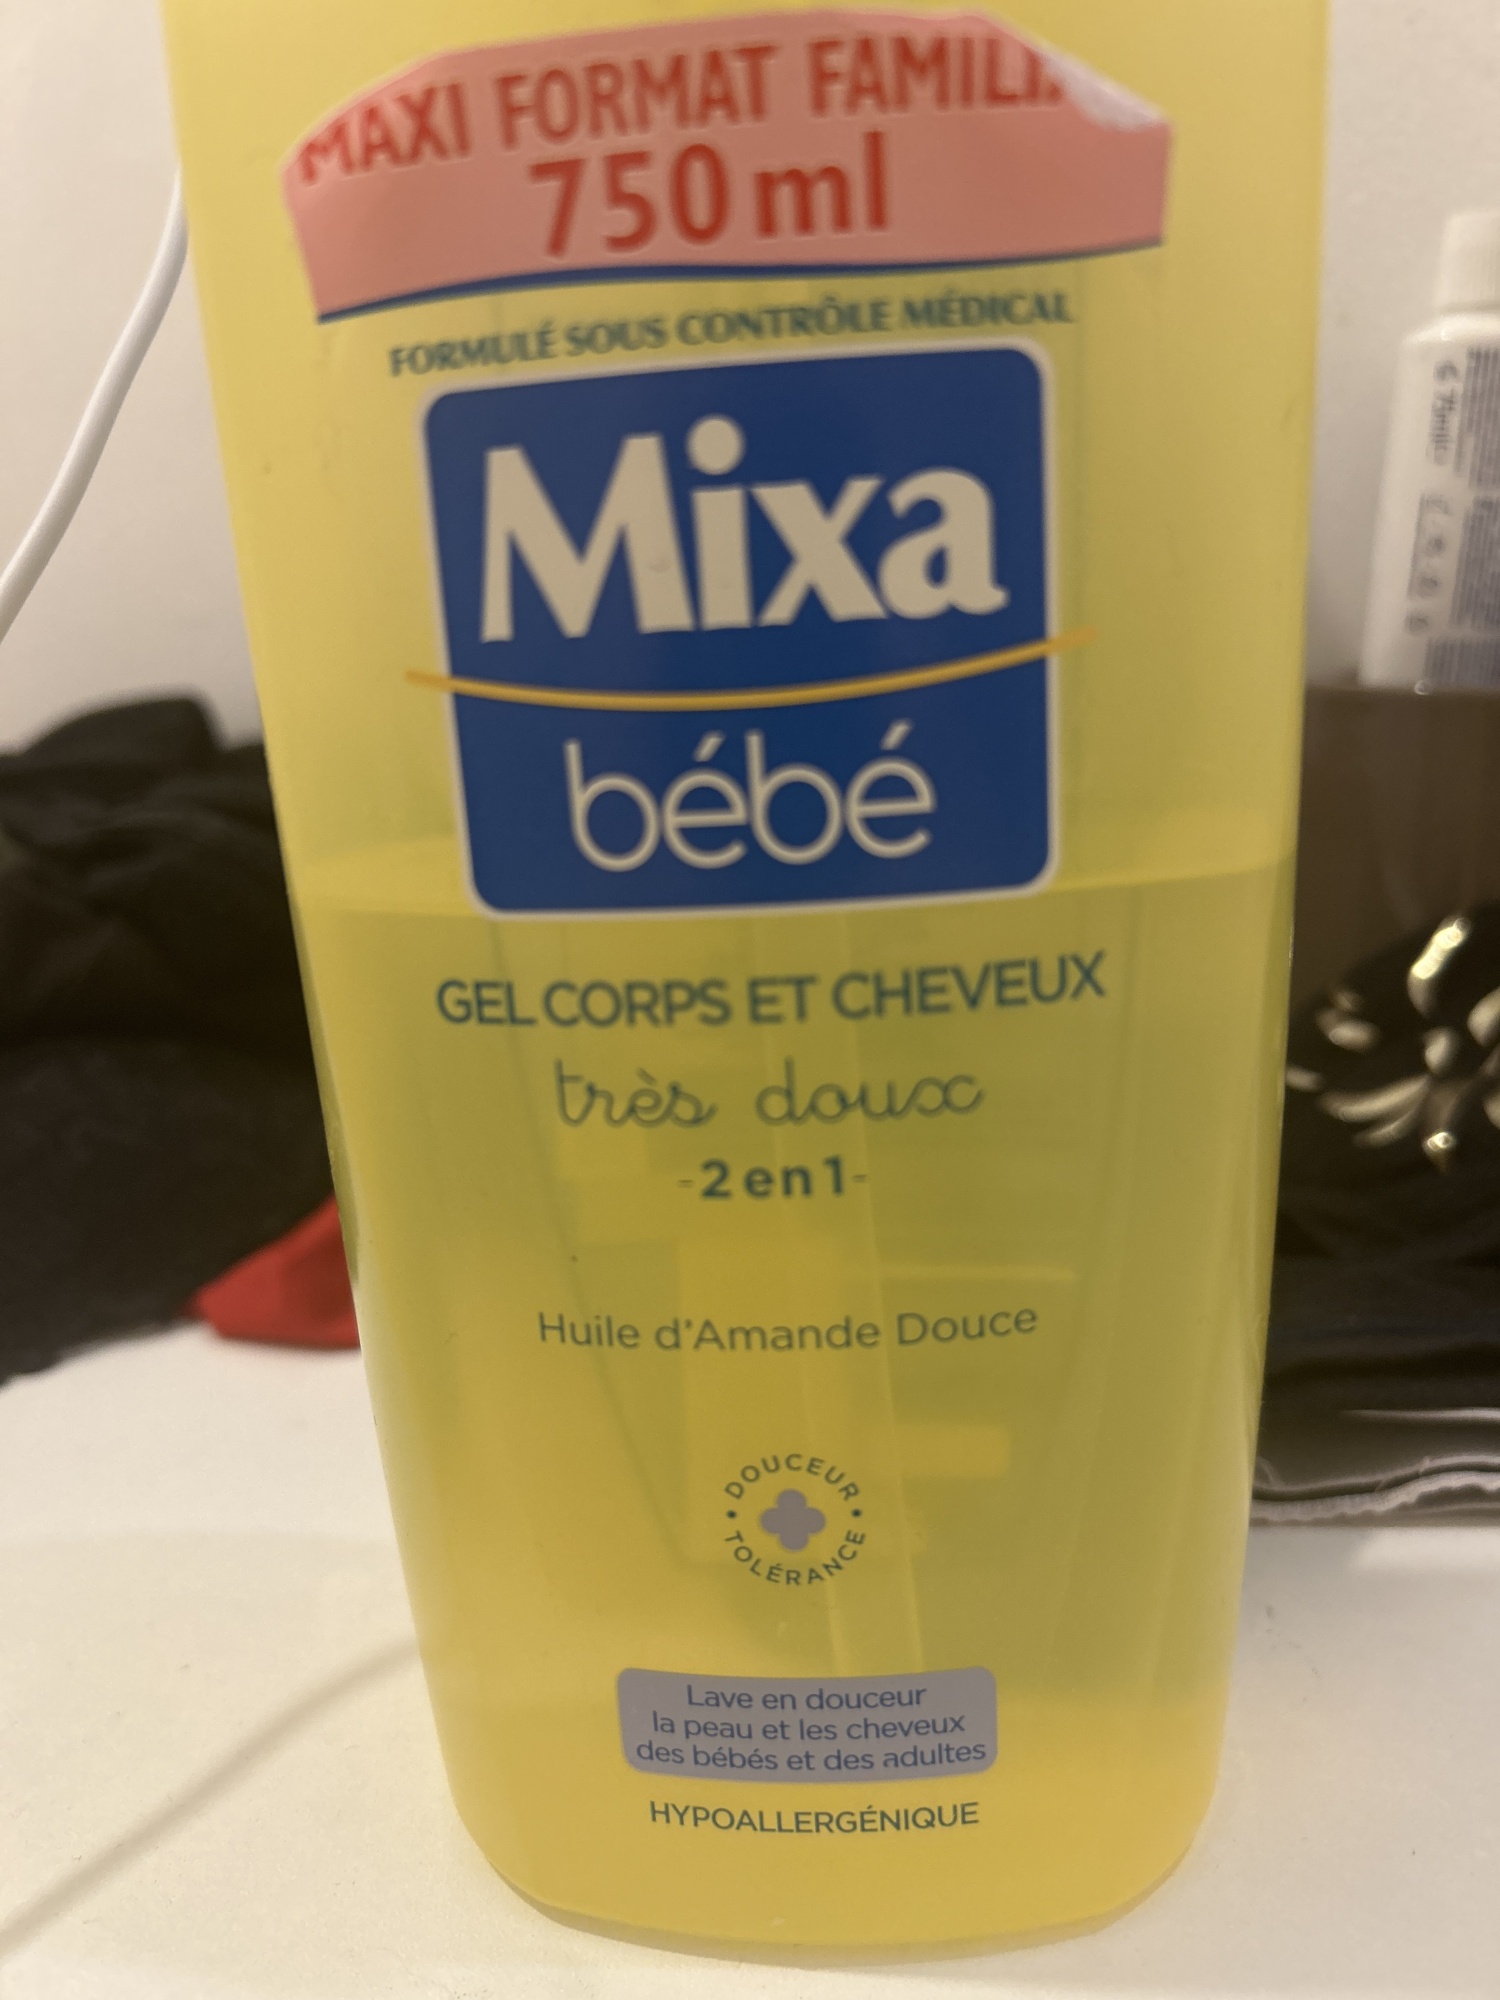 MAXI FORMAT
750 ml
FORMULÉ SOUS CONTRÔLE MÉDICAL
Mixa
bébé
GEL CORPS ET CHEVEUX
très doux
-2 en 1-
Huile d'Amande Douce
DOUCEUR
TOLÉRANCE
Lave en douceur
la peau et les cheveux
des bébés et des adultes
HYPOALLERGÉNIQUE